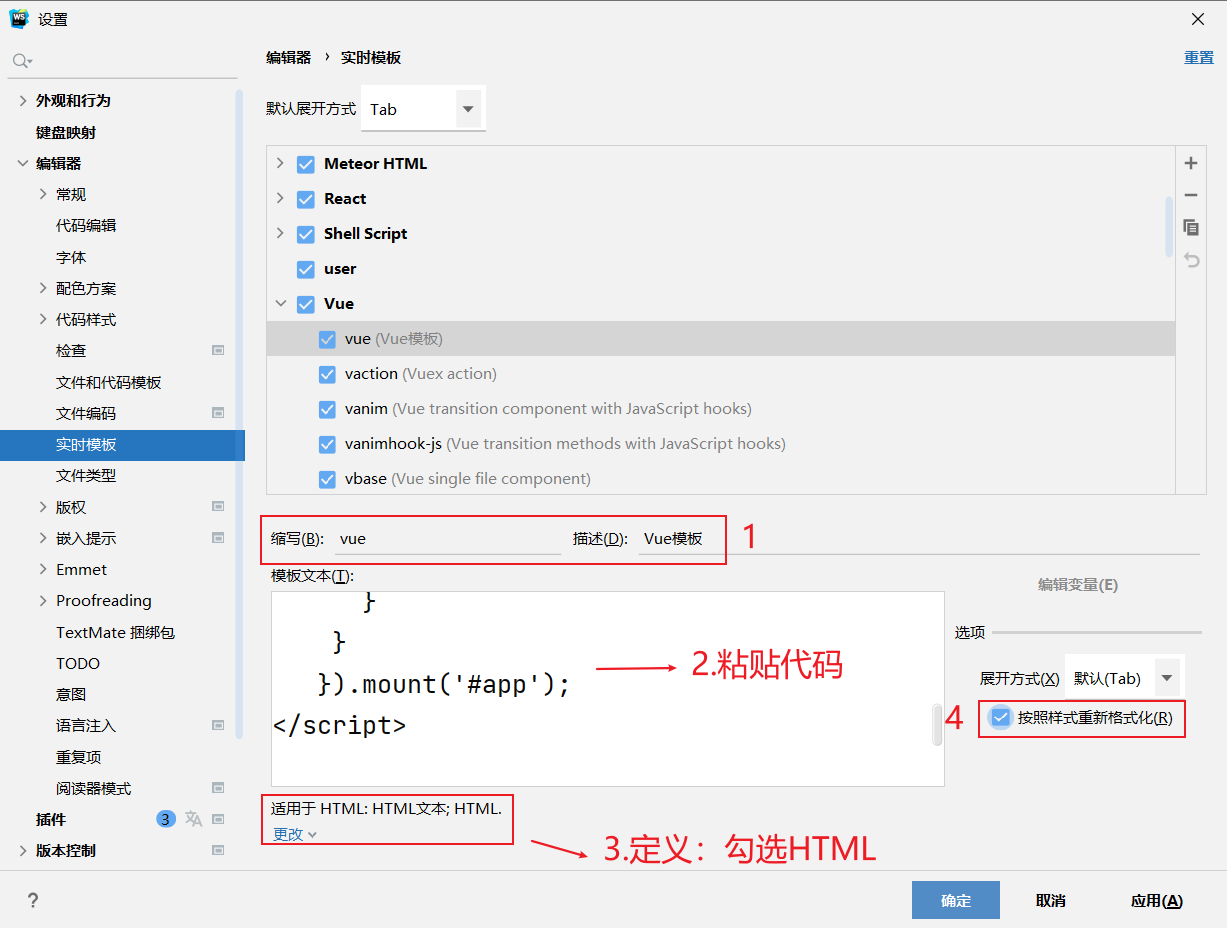 WS 设置
编辑器 › 实时模板
重置
外观和行为
键盘映射
编辑器
常规
代码编辑
字体
配色方案
代码样式
检查
文件和代码模板
文件编码
实时模板
文件类型
版权
嵌入提示
Emmet
Proofreading
TextMate 捆绑包
TODO
意图
语言注入
重复项
阅读器模式
插件 3
版本控制
默认展开方式 Tab
Meteor HTML
React
Shell Script
user
Vue
vue (Vue模板)
vaction (Vuex action)
vanim (Vue transition component with JavaScript hooks)
vanimhook-js (Vue transition methods with JavaScript hooks)
vbase (Vue single file component)
缩写(B): vue 描述(D): Vue模板 1
模板文本(T):
}
}
}).mount('#app');
</script>
2.粘贴代码
编辑变量(E)
选项
展开方式(X) 默认(Tab)
4 按照样式重新格式化(R)
适用于 HTML: HTML文本; HTML.
更改
3.定义：勾选HTML
?
确定 取消 应用(A)